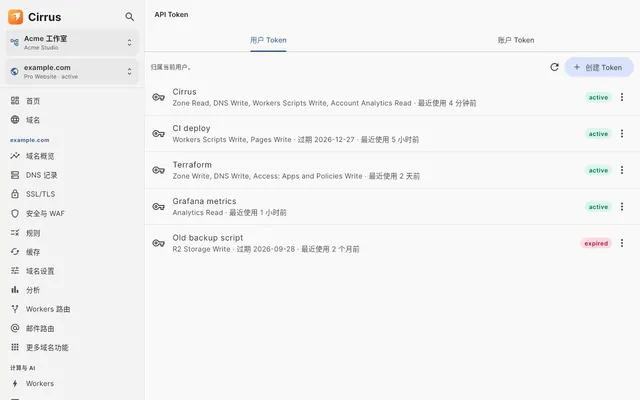 Cirrus
Acme 工作室
Acme Studio
example.com
Pro Website · active
首页
域名
example.com
域名概览
DNS 记录
SSL/TLS
安全与 WAF
规则
缓存
域名设置
分析
Workers 路由
邮件路由
更多域名功能
计算与 AI
Workers
API Token
用户 Token
账户 Token
归属当前用户。
创建 Token
Cirrus
Zone Read, DNS Write, Workers Scripts Write, Account Analytics Read · 最近使用 4 分钟前
active
CI deploy
Workers Scripts Write, Pages Write · 过期 2026-12-27 · 最近使用 5 小时前
active
Terraform
Zone Write, DNS Write, Access: Apps and Policies Write · 最近使用 2 天前
active
Grafana metrics
Analytics Read · 最近使用 1 小时前
active
Old backup script
R2 Storage Write · 过期 2026-09-28 · 最近使用 2 个月前
expired